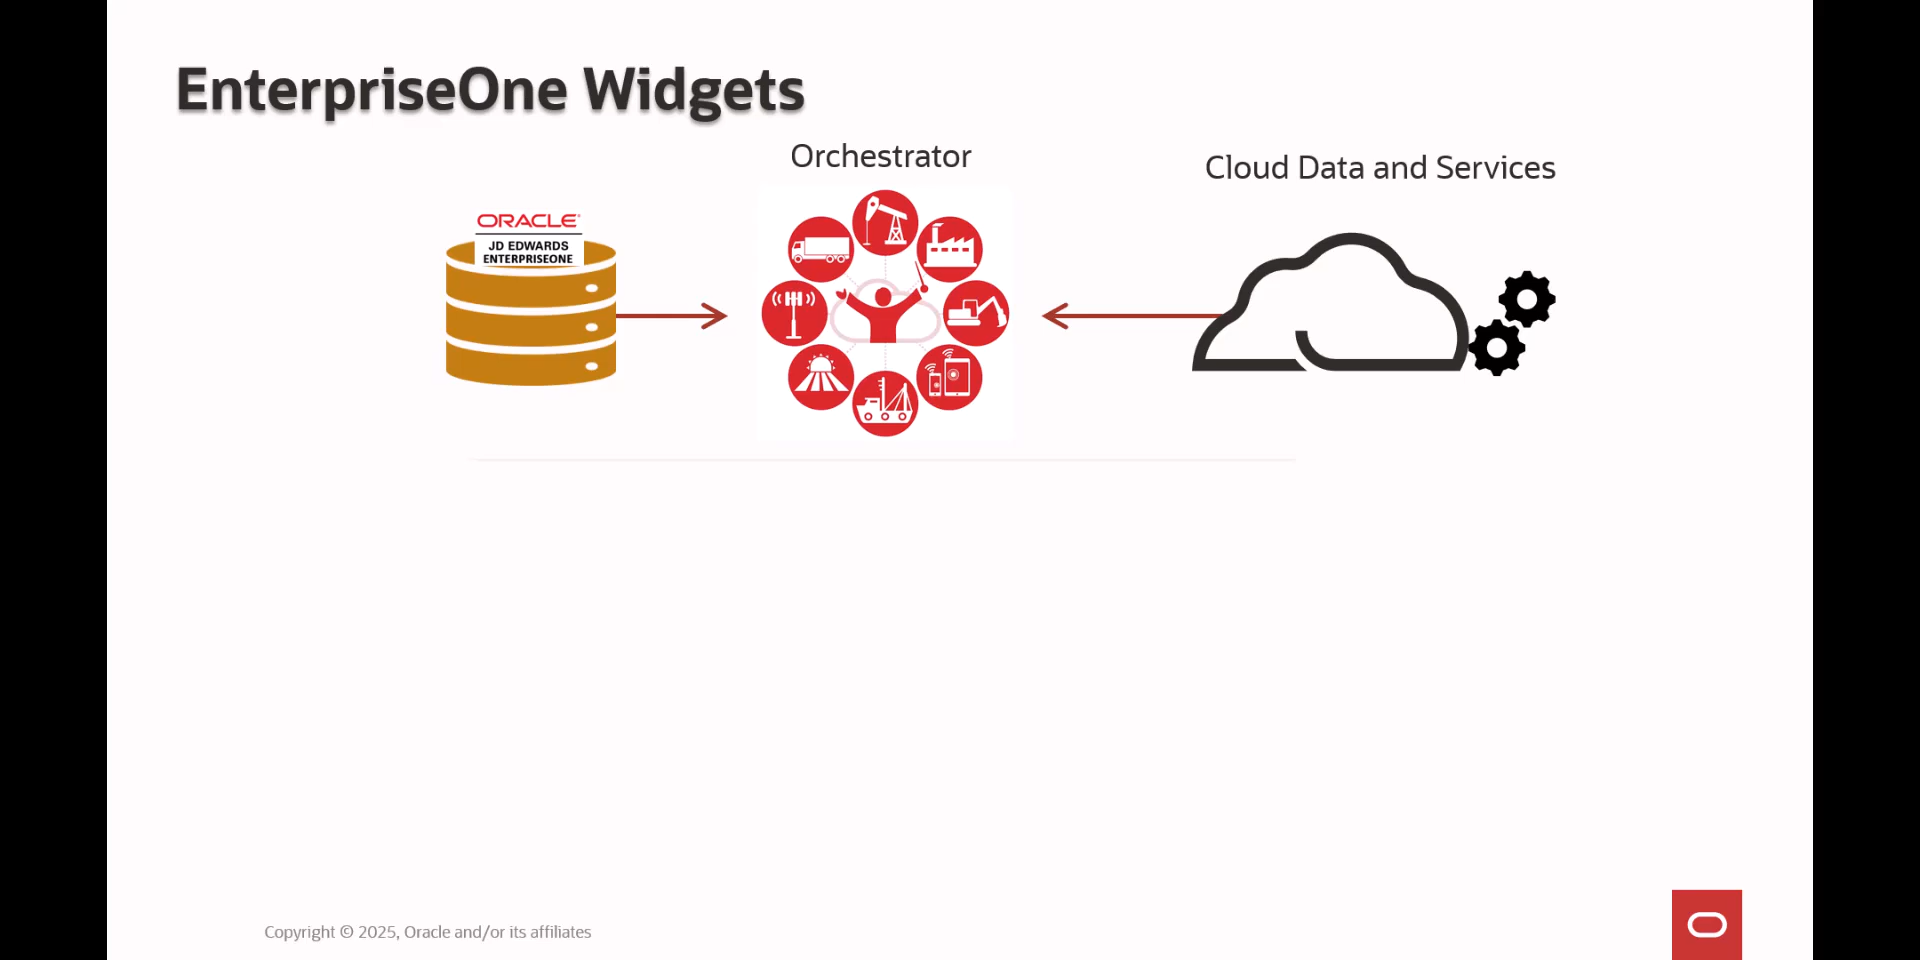 EnterpriseOne Widgets
Orchestrator
Cloud Data and Services
ORACLE
JD EDWARDS
ENTERPRISEONE
Copyright © 2025, Oracle and/or its affiliates